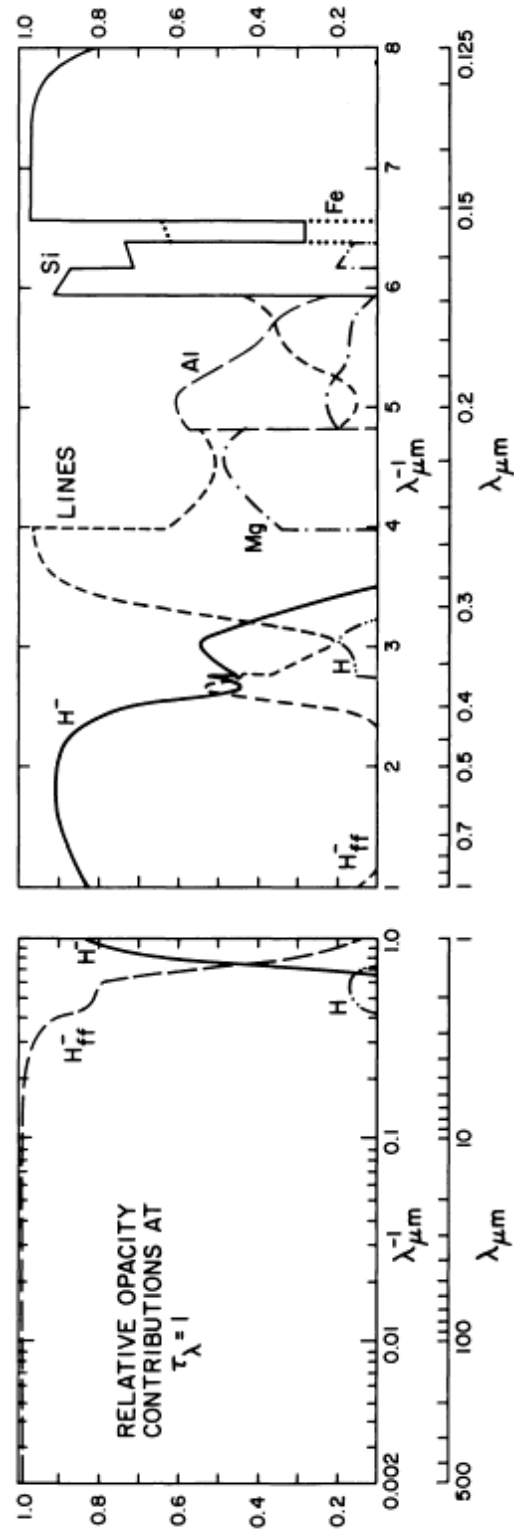 1.0
0.8
0.6
0.4
0.2
RELATIVE OPACITY
CONTRIBUTIONS AT
τλ = 1
H⁻ff
H⁻
H
0.002 0.01 0.1 1.0
λ⁻¹μm
500 100 10 1
λμm
1.0
0.8
0.6
0.4
0.2
H⁻
LINES
Si
Al
Mg
Fe
H
H⁻ff
1 2 3 4 5 6 7 8
λ⁻¹μm
1 0.7 0.5 0.4 0.3 0.2 0.15 0.125
λμm